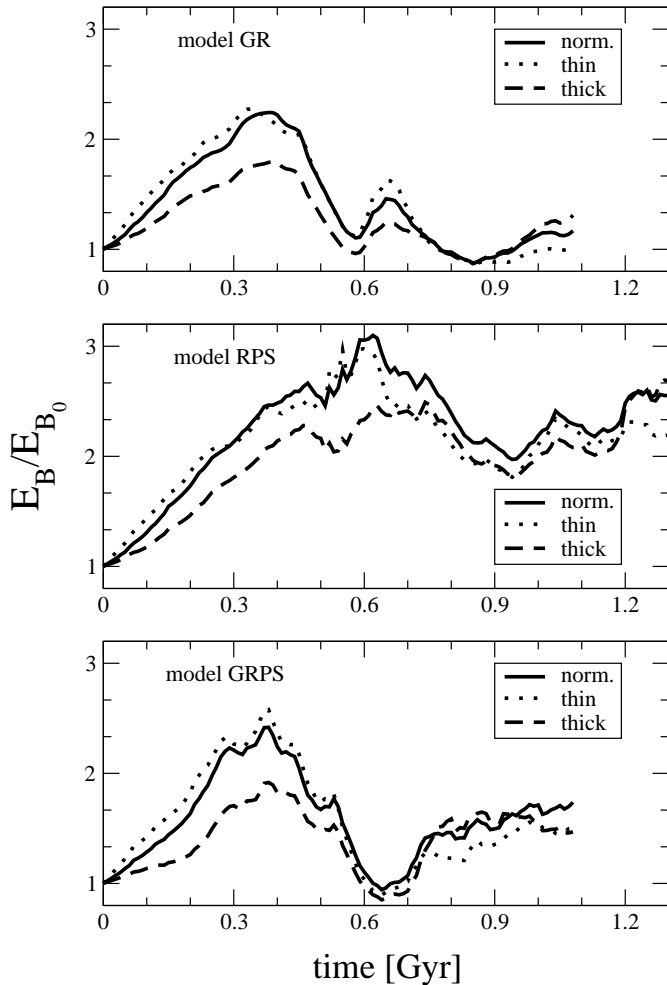 3
model GR
norm.
thin
thick
2
1
0 0.3 0.6 0.9 1.2
3
model RPS
2
norm.
thin
thick
1
0 0.3 0.6 0.9 1.2
E_B/E_{B_0}
3
model GRPS
norm.
thin
thick
2
1
0 0.3 0.6 0.9 1.2
time [Gyr]